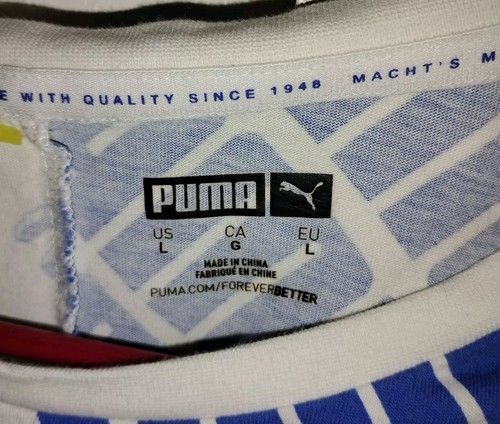 E WITH QUALITY SINCE 1948 MACHT'S M
PUMA
US CA EU
L G L
MADE IN CHINA
FABRIQUÉ EN CHINE
PUMA.COM/FOREVERBETTER